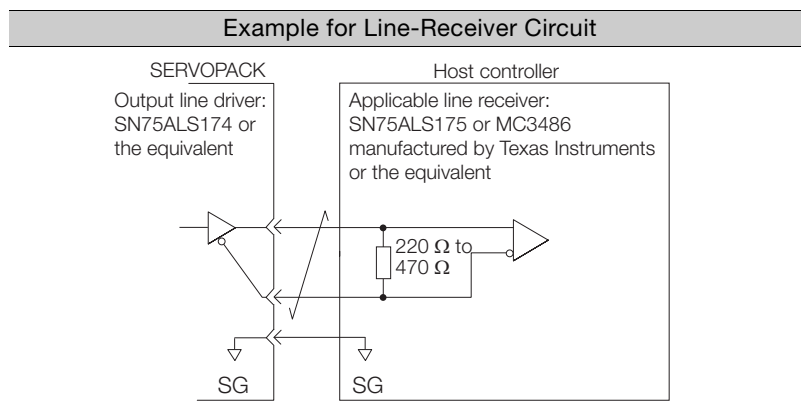 Example for Line-Receiver Circuit
SERVOPACK
Output line driver:
SN75ALS174 or
the equivalent
Host controller
Applicable line receiver:
SN75ALS175 or MC3486
manufactured by Texas Instruments
or the equivalent
220 Ω to
470 Ω
SG
SG